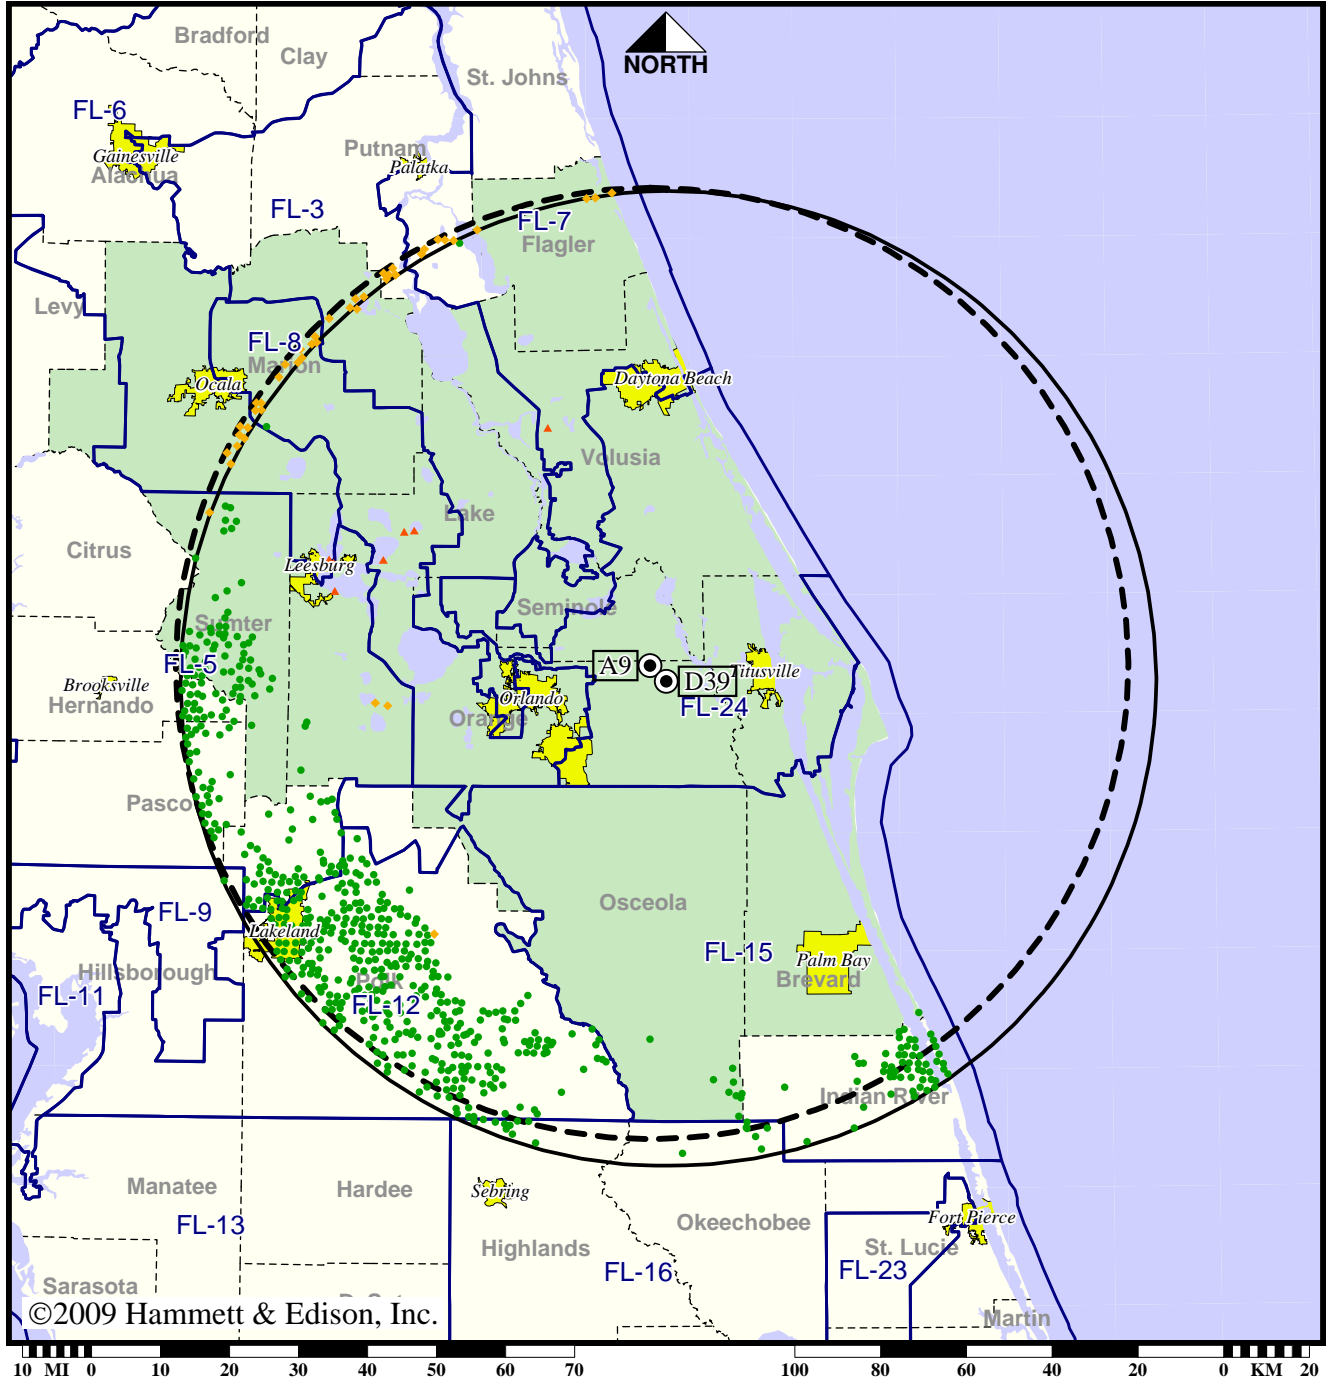 Bradford
Clay
St. Johns
NORTH
FL-6
Gainesville
Alachua
Putnam
Palatka
FL-3
FL-7
Flagler
Levy
FL-8
Marion
Ocala
Daytona Beach
Volusia
Lake
Citrus
Leesburg
Seminole
Sumter
FL-5
A9
D39
Titusville
FL-24
Brooksville
Hernando
Orlando
Orange
Pasco
Osceola
FL-9
Lakeland
Hillsborough
Polk
FL-15
Palm Bay
Brevard
FL-11
FL-12
Indian River
Manatee
Hardee
Sebring
FL-13
Highlands
Okeechobee
Fort Pierce
St. Lucie
FL-16
FL-23
Sarasota
Martin
©2009 Hammett & Edison, Inc.
10 MI 0 10 20 30 40 50 60 70
100 80 60 40 20 0 KM 20